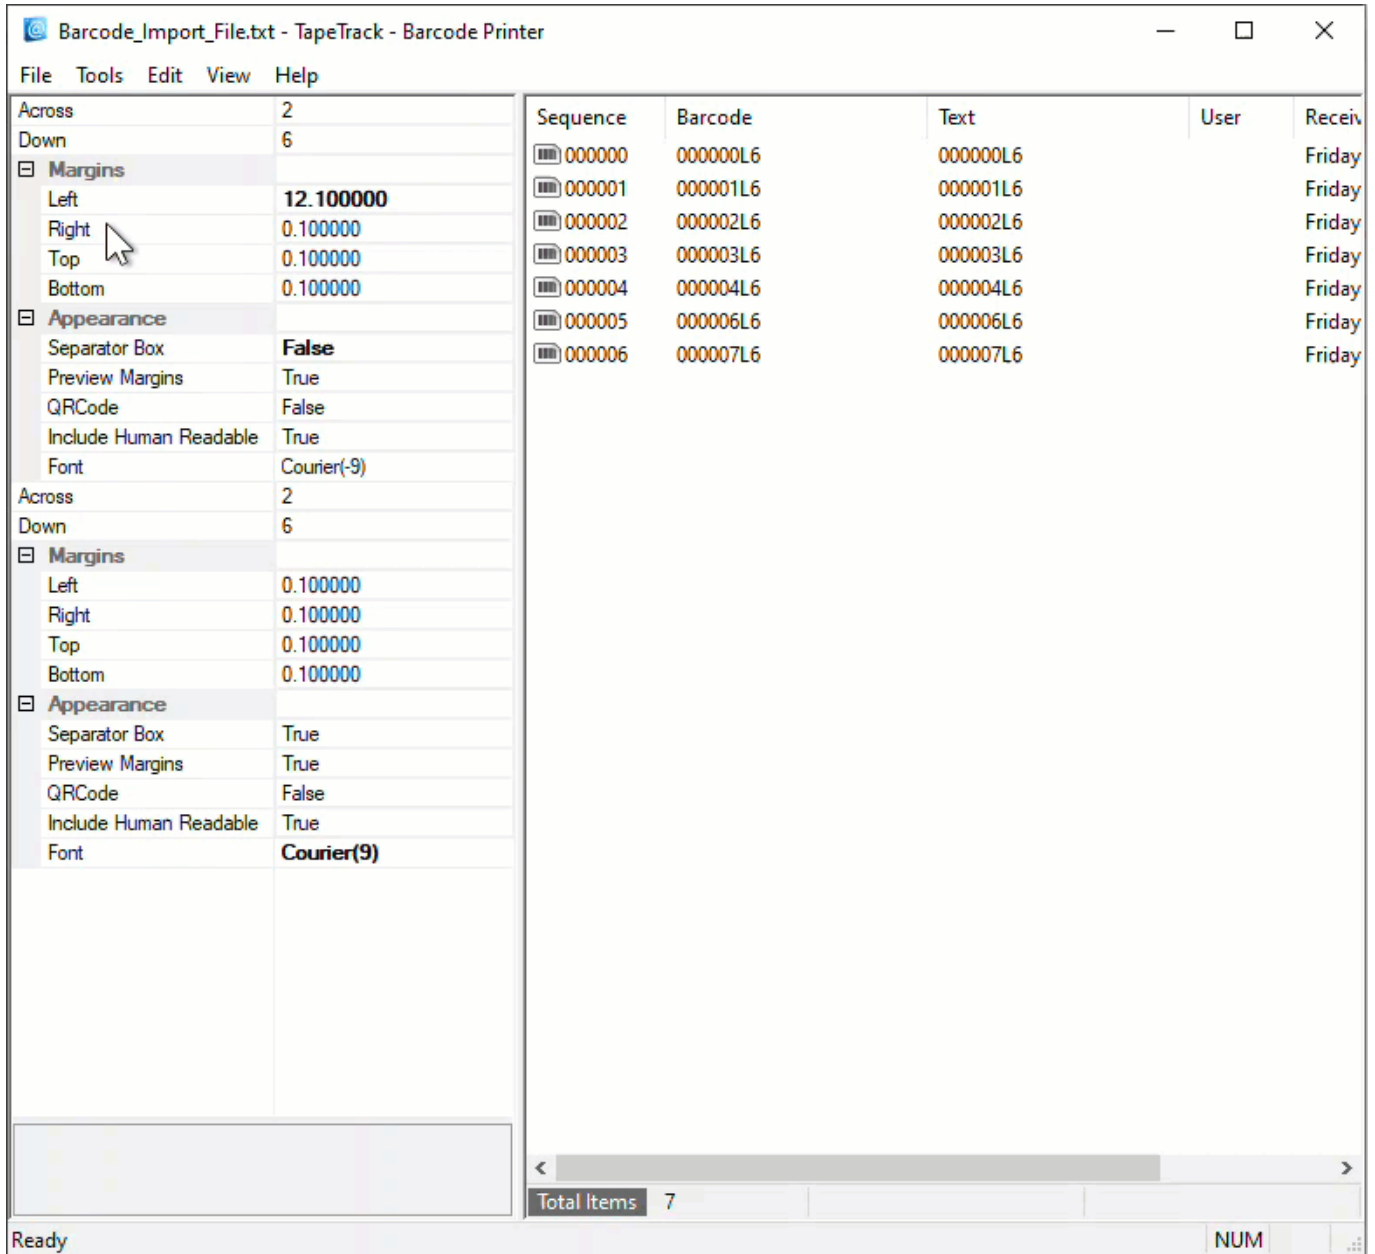 Barcode_Import_File.txt - TapeTrack - Barcode Printer
File Tools Edit View Help
Across 2
Down 6
Margins
Left 12.100000
Right 0.100000
Top 0.100000
Bottom 0.100000
Appearance
Separator Box False
Preview Margins True
QRCode False
Include Human Readable True
Font Courier(-9)
Across 2
Down 6
Margins
Left 0.100000
Right 0.100000
Top 0.100000
Bottom 0.100000
Appearance
Separator Box True
Preview Margins True
QRCode False
Include Human Readable True
Font Courier(9)
Sequence Barcode Text User Receiv
000000 000000L6 000000L6 Friday
000001 000001L6 000001L6 Friday
000002 000002L6 000002L6 Friday
000003 000003L6 000003L6 Friday
000004 000004L6 000004L6 Friday
000005 000006L6 000006L6 Friday
000006 000007L6 000007L6 Friday
Total Items 7
Ready NUM